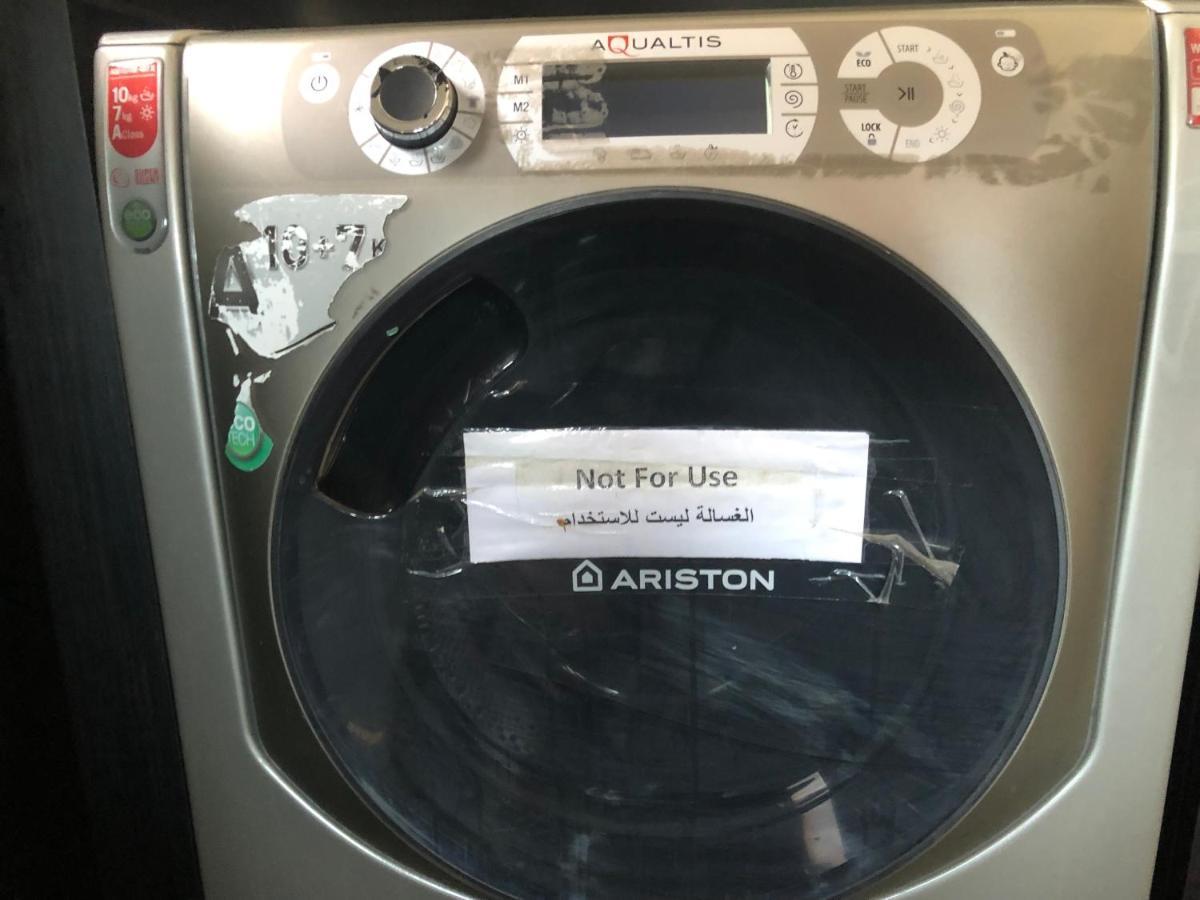 AQUALTIS
M1
M2
ECO
START
START
PAUSE
LOCK
END
10kg
7kg
A Class
eco
A 10+7 K
ECO
TECH
Not For Use
الغسالة ليست للاستخدام
ARISTON